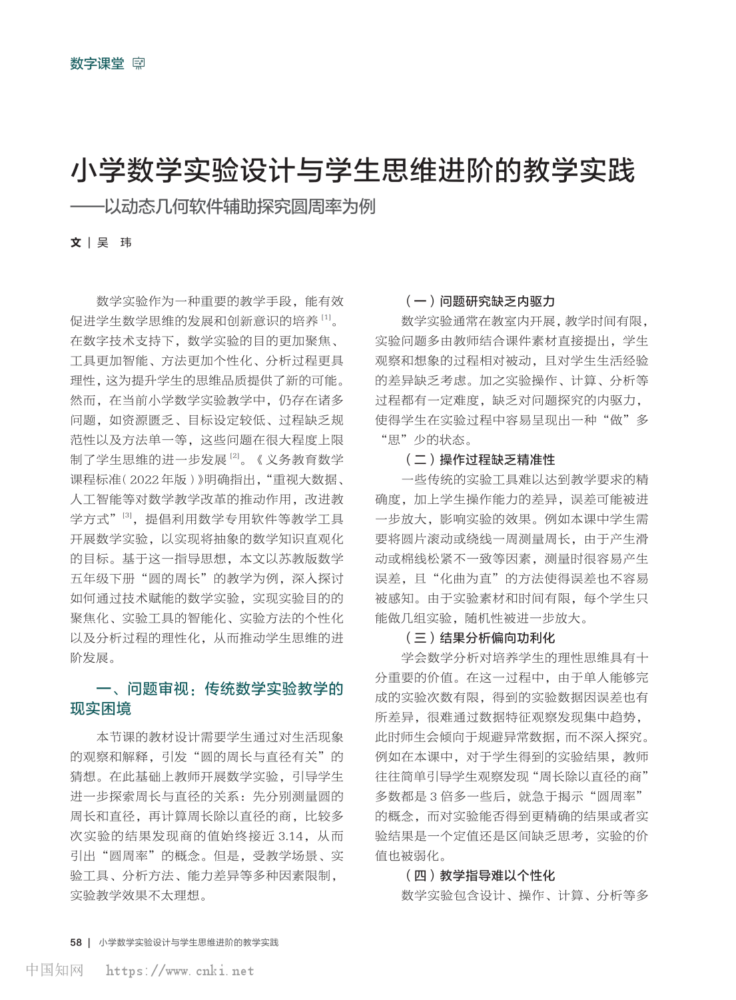 数字课堂
小学数学实验设计与学生思维进阶的教学实践
——以动态几何软件辅助探究圆周率为例
文 | 吴　玮
数学实验作为一种重要的教学手段，能有效
促进学生数学思维的发展和创新意识的培养 [1]。
在数字技术支持下，数学实验的目的更加聚焦、
工具更加智能、方法更加个性化、分析过程更具
理性，这为提升学生的思维品质提供了新的可能。
然而，在当前小学数学实验教学中，仍存在诸多
问题，如资源匮乏、目标设定较低、过程缺乏规
范性以及方法单一等，这些问题在很大程度上限
制了学生思维的进一步发展 [2]。《 义务教育数学
课程标准（ 2022 年版 ）》明确指出，“重视大数据、
人工智能等对数学教学改革的推动作用，改进教
学方式” [3]，提倡利用数学专用软件等教学工具
开展数学实验，以实现将抽象的数学知识直观化
的目标。基于这一指导思想，本文以苏教版数学
五年级下册“圆的周长”的教学为例，深入探讨
如何通过技术赋能的数学实验，实现实验目的的
聚焦化、实验工具的智能化、实验方法的个性化
以及分析过程的理性化，从而推动学生思维的进
阶发展。
一、问题审视：传统数学实验教学的
现实困境
本节课的教材设计需要学生通过对生活现象
的观察和解释，引发“圆的周长与直径有关”的
猜想。在此基础上教师开展数学实验，引导学生
进一步探索周长与直径的关系：先分别测量圆的
周长和直径，再计算周长除以直径的商，比较多
次实验的结果发现商的值始终接近 3.14，从而
引出“圆周率”的概念。但是，受教学场景、实
验工具、分析方法、能力差异等多种因素限制，
实验教学效果不太理想。
（一）问题研究缺乏内驱力
数学实验通常在教室内开展，教学时间有限，
实验问题多由教师结合课件素材直接提出，学生
观察和想象的过程相对被动，且对学生生活经验
的差异缺乏考虑。加之实验操作、计算、分析等
过程都有一定难度，缺乏对问题探究的内驱力，
使得学生在实验过程中容易呈现出一种“做”多
“思”少的状态。
（二）操作过程缺乏精准性
一些传统的实验工具难以达到教学要求的精
确度，加上学生操作能力的差异，误差可能被进
一步放大，影响实验的效果。例如本课中学生需
要将圆片滚动或绕线一周测量周长，由于产生滑
动或棉线松紧不一致等因素，测量时很容易产生
误差，且“化曲为直”的方法使得误差也不容易
被感知。由于实验素材和时间有限，每个学生只
能做几组实验，随机性被进一步放大。
（三）结果分析偏向功利化
学会数学分析对培养学生的理性思维具有十
分重要的价值。在这一过程中，由于单人能够完
成的实验次数有限，得到的实验数据因误差也有
所差异，很难通过数据特征观察发现集中趋势，
此时师生会倾向于规避异常数据，而不深入探究。
例如在本课中，对于学生得到的实验结果，教师
往往简单引导学生观察发现“周长除以直径的商”
多数都是 3 倍多一些后，就急于揭示“圆周率”
的概念，而对实验能否得到更精确的结果或者实
验结果是一个定值还是区间缺乏思考，实验的价
值也被弱化。
（四）教学指导难以个性化
数学实验包含设计、操作、计算、分析等多
58 | 小学数学实验设计与学生思维进阶的教学实践
中国知网 https://www.cnki.net